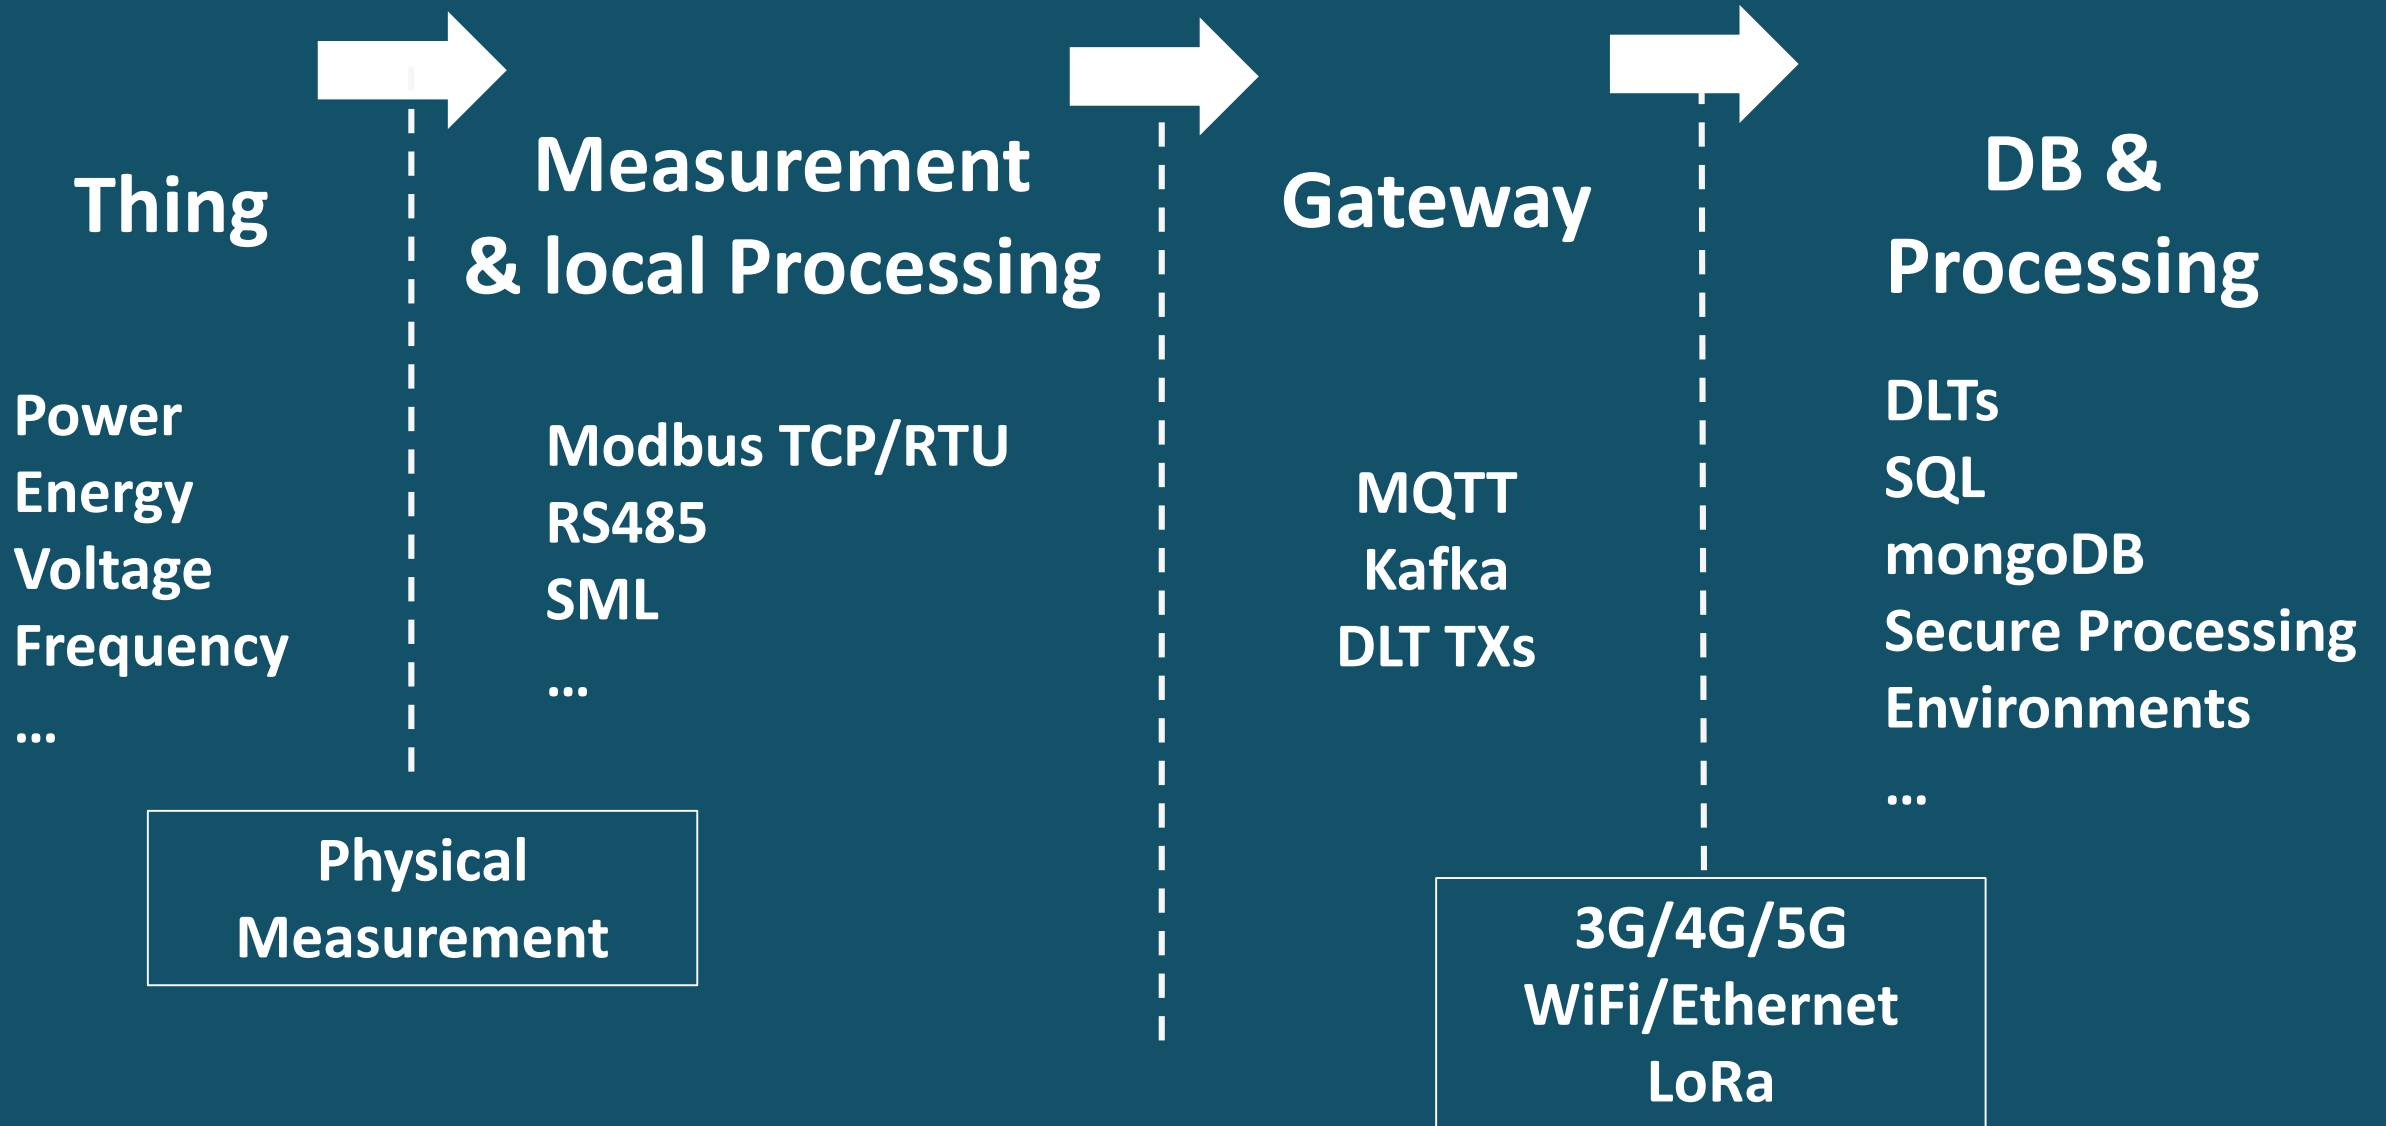 Thing
Power
Energy
Voltage
Frequency
...
Physical
Measurement
Measurement
& local Processing
Modbus TCP/RTU
RS485
SML
...
Gateway
MQTT
Kafka
DLT TXs
3G/4G/5G
WiFi/Ethernet
LoRa
DB &
Processing
DLTs
SQL
mongoDB
Secure Processing
Environments
...